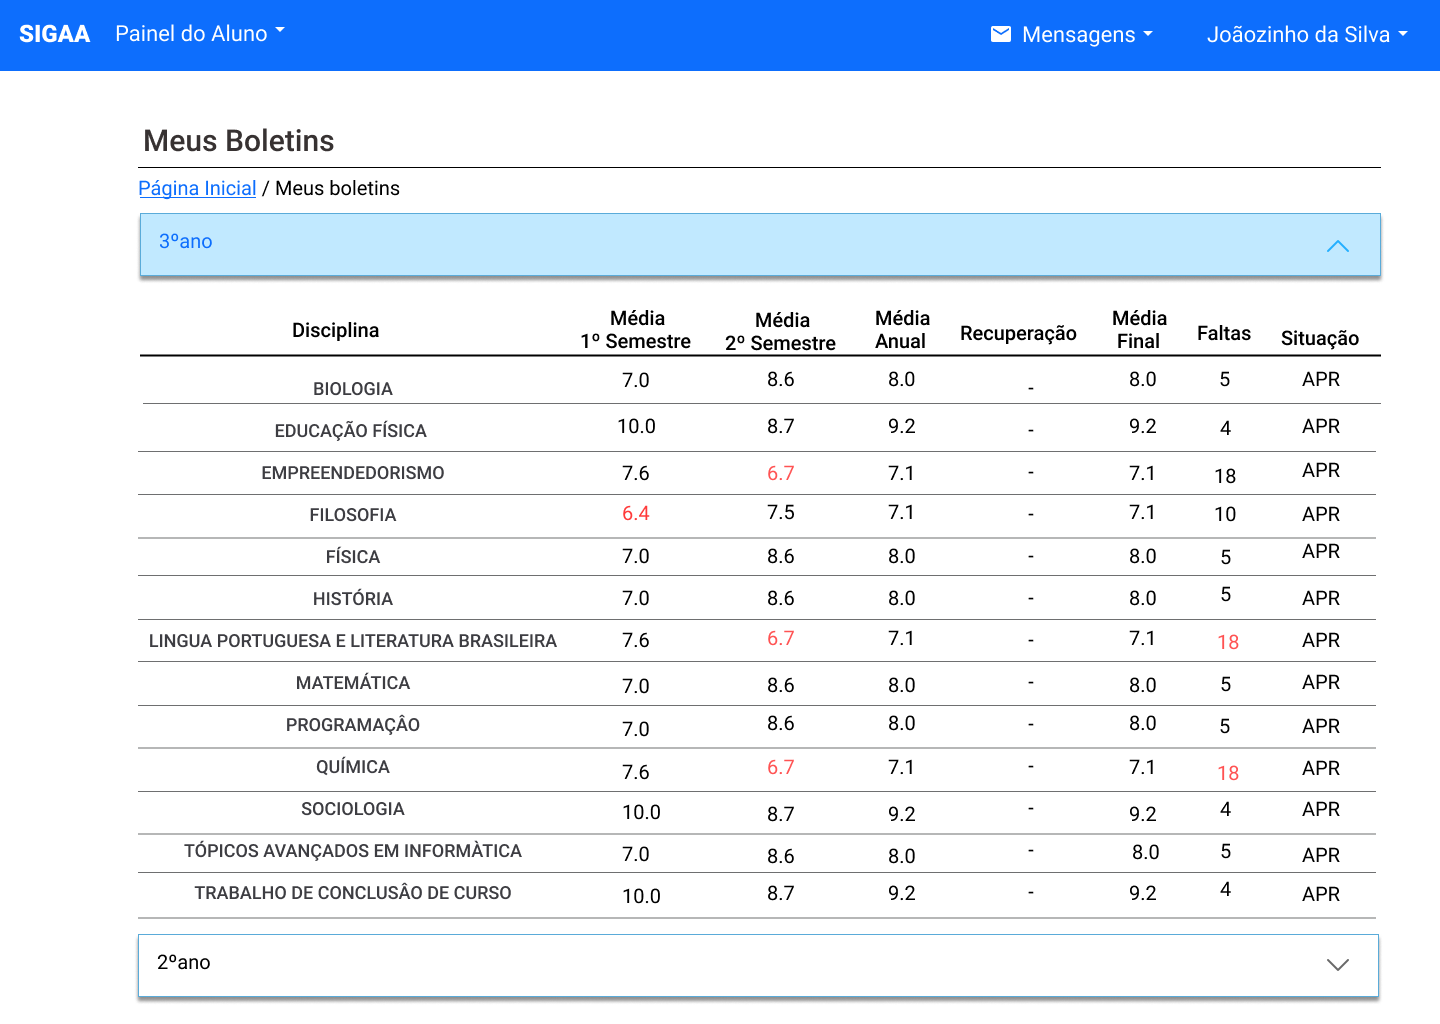 SIGAA Painel do Aluno Mensagens Joãozinho da Silva
Meus Boletins
Página Inicial / Meus boletins
3ºano
Disciplina Média 1º Semestre Média 2º Semestre Média Anual Recuperação Média Final Faltas Situação
BIOLOGIA 7.0 8.6 8.0 - 8.0 5 APR
EDUCAÇÃO FÍSICA 10.0 8.7 9.2 - 9.2 4 APR
EMPREENDEDORISMO 7.6 6.7 7.1 - 7.1 18 APR
FILOSOFIA 6.4 7.5 7.1 - 7.1 10 APR
FÍSICA 7.0 8.6 8.0 - 8.0 5 APR
HISTÓRIA 7.0 8.6 8.0 - 8.0 5 APR
LINGUA PORTUGUESA E LITERATURA BRASILEIRA 7.6 6.7 7.1 - 7.1 18 APR
MATEMÁTICA 7.0 8.6 8.0 - 8.0 5 APR
PROGRAMAÇÂO 7.0 8.6 8.0 - 8.0 5 APR
QUÍMICA 7.6 6.7 7.1 - 7.1 18 APR
SOCIOLOGIA 10.0 8.7 9.2 - 9.2 4 APR
TÓPICOS AVANÇADOS EM INFORMÀTICA 7.0 8.6 8.0 - 8.0 5 APR
TRABALHO DE CONCLUSÂO DE CURSO 10.0 8.7 9.2 - 9.2 4 APR
2ºano